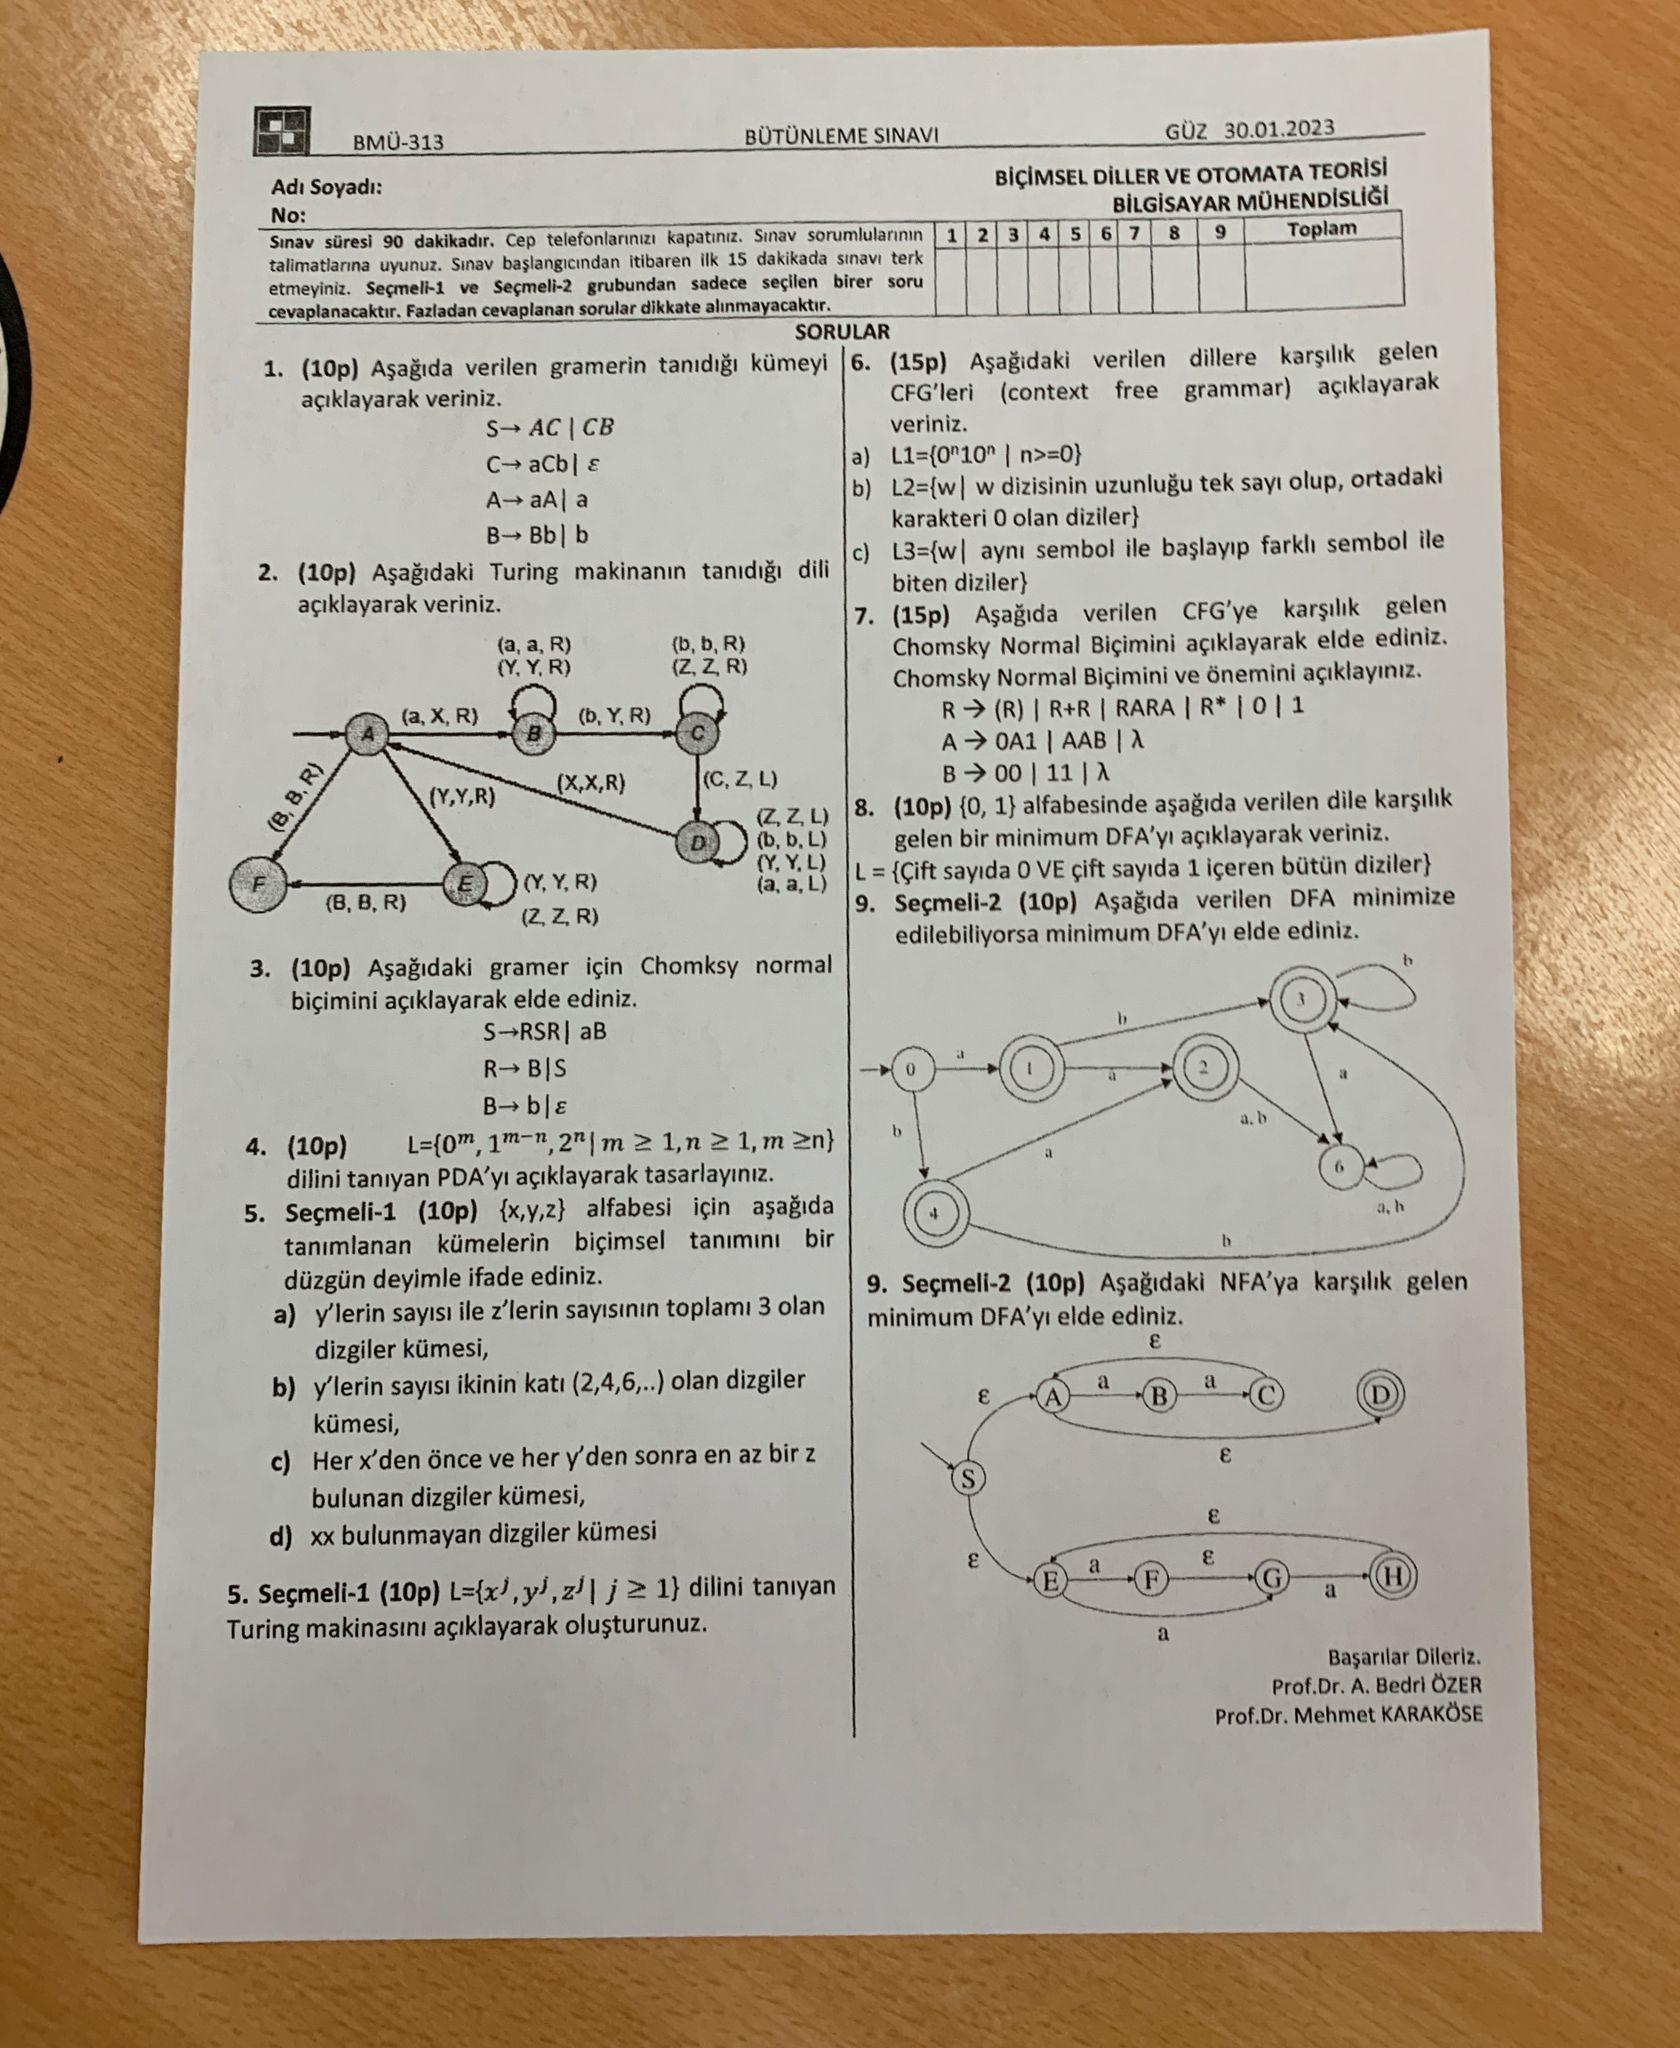 BMÜ-313 BÜTÜNLEME SINAVI GÜZ 30.01.2023
Adı Soyadı:
No:
BİÇİMSEL DİLLER VE OTOMATA TEORİSİ
BİLGİSAYAR MÜHENDİSLİĞİ
Sınav süresi 90 dakikadır. Cep telefonlarınızı kapatınız. Sınav sorumlularının
talimatlarına uyunuz. Sınav başlangıcından itibaren ilk 15 dakikada sınavı terk
etmeyiniz. Seçmeli-1 ve Seçmeli-2 grubundan sadece seçilen birer soru
cevaplanacaktır. Fazladan cevaplanan sorular dikkate alınmayacaktır.
1 2 3 4 5 6 7 8 9 Toplam
SORULAR
1. (10p) Aşağıda verilen gramerin tanıdığı kümeyi
açıklayarak veriniz.
S→ AC | CB
C→ aCb| ε
A→ aA| a
B→ Bb| b
2. (10p) Aşağıdaki Turing makinanın tanıdığı dili
açıklayarak veriniz.
(a, a, R)
(Y, Y, R)
(b, b, R)
(Z, Z, R)
A
(a, X, R)
B
(b, Y, R)
C
(B, B, R)
(Y,Y,R)
(X,X,R)
(C, Z, L)
D
(Z, Z, L)
(b, b, L)
(Y, Y, L)
(a, a, L)
F
(B, B, R)
E
(Y, Y, R)
(Z, Z, R)
3. (10p) Aşağıdaki gramer için Chomksy normal
biçimini açıklayarak elde ediniz.
S→RSR| aB
R→ B|S
B→ b|ε
4. (10p) L={0ᵐ, 1ᵐ⁻ⁿ, 2ⁿ| m ≥ 1, n ≥ 1, m ≥n}
dilini tanıyan PDA'yı açıklayarak tasarlayınız.
5. Seçmeli-1 (10p) {x,y,z} alfabesi için aşağıda
tanımlanan kümelerin biçimsel tanımını bir
düzgün deyimle ifade ediniz.
a) y'lerin sayısı ile z'lerin sayısının toplamı 3 olan
dizgiler kümesi,
b) y'lerin sayısı ikinin katı (2,4,6,..) olan dizgiler
kümesi,
c) Her x'den önce ve her y'den sonra en az bir z
bulunan dizgiler kümesi,
d) xx bulunmayan dizgiler kümesi
5. Seçmeli-1 (10p) L={xʲ, yʲ, zʲ| j ≥ 1} dilini tanıyan
Turing makinasını açıklayarak oluşturunuz.
6. (15p) Aşağıdaki verilen dillere karşılık gelen
CFG'leri (context free grammar) açıklayarak
veriniz.
a) L1={0ⁿ10ⁿ | n>=0}
b) L2={w| w dizisinin uzunluğu tek sayı olup, ortadaki
karakteri 0 olan diziler}
c) L3={w| aynı sembol ile başlayıp farklı sembol ile
biten diziler}
7. (15p) Aşağıda verilen CFG'ye karşılık gelen
Chomsky Normal Biçimini açıklayarak elde ediniz.
Chomsky Normal Biçimini ve önemini açıklayınız.
R → (R) | R+R | RARA | R* | 0 | 1
A → 0A1 | AAB | λ
B → 00 | 11 | λ
8. (10p) {0, 1} alfabesinde aşağıda verilen dile karşılık
gelen bir minimum DFA'yı açıklayarak veriniz.
L = {Çift sayıda 0 VE çift sayıda 1 içeren bütün diziler}
9. Seçmeli-2 (10p) Aşağıda verilen DFA minimize
edilebiliyorsa minimum DFA'yı elde ediniz.
b
3
b
0
a
1
a
2
a
b
a
a, b
6
a, b
4
b
9. Seçmeli-2 (10p) Aşağıdaki NFA'ya karşılık gelen
minimum DFA'yı elde ediniz.
ε
ε
A
a
B
a
C
D
ε
S
ε
ε
E
a
F
ε
G
a
H
a
Başarılar Dileriz.
Prof.Dr. A. Bedri ÖZER
Prof.Dr. Mehmet KARAKÖSE